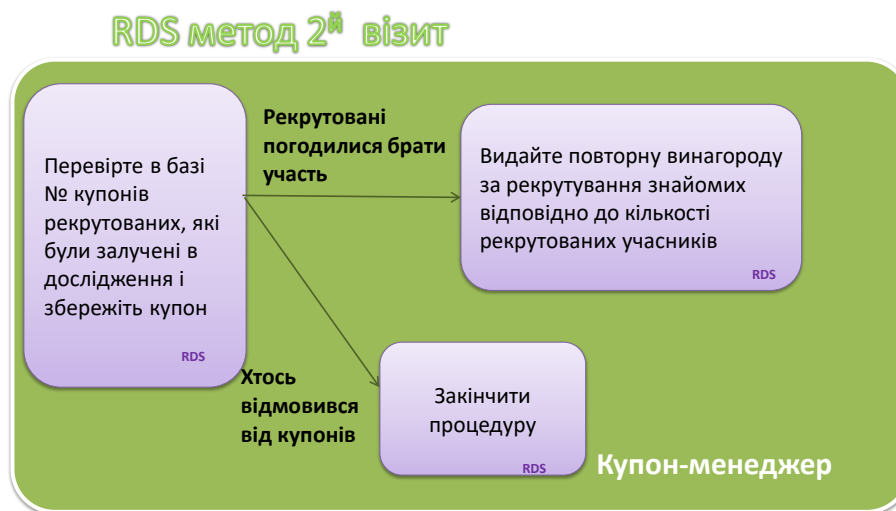 RDS метод 2й візит
Перевірте в базі
№ купонів
рекрутованих, які
були залучені в
дослідження і
збережіть купон
RDS
Рекрутовані
погодилися брати
участь
Видайте повторну винагороду
за рекрутування знайомих
відповідно до кількості
рекрутованих учасників
RDS
Хтось
відмовився
від купонів
Закінчити
процедуру
RDS
Купон-менеджер